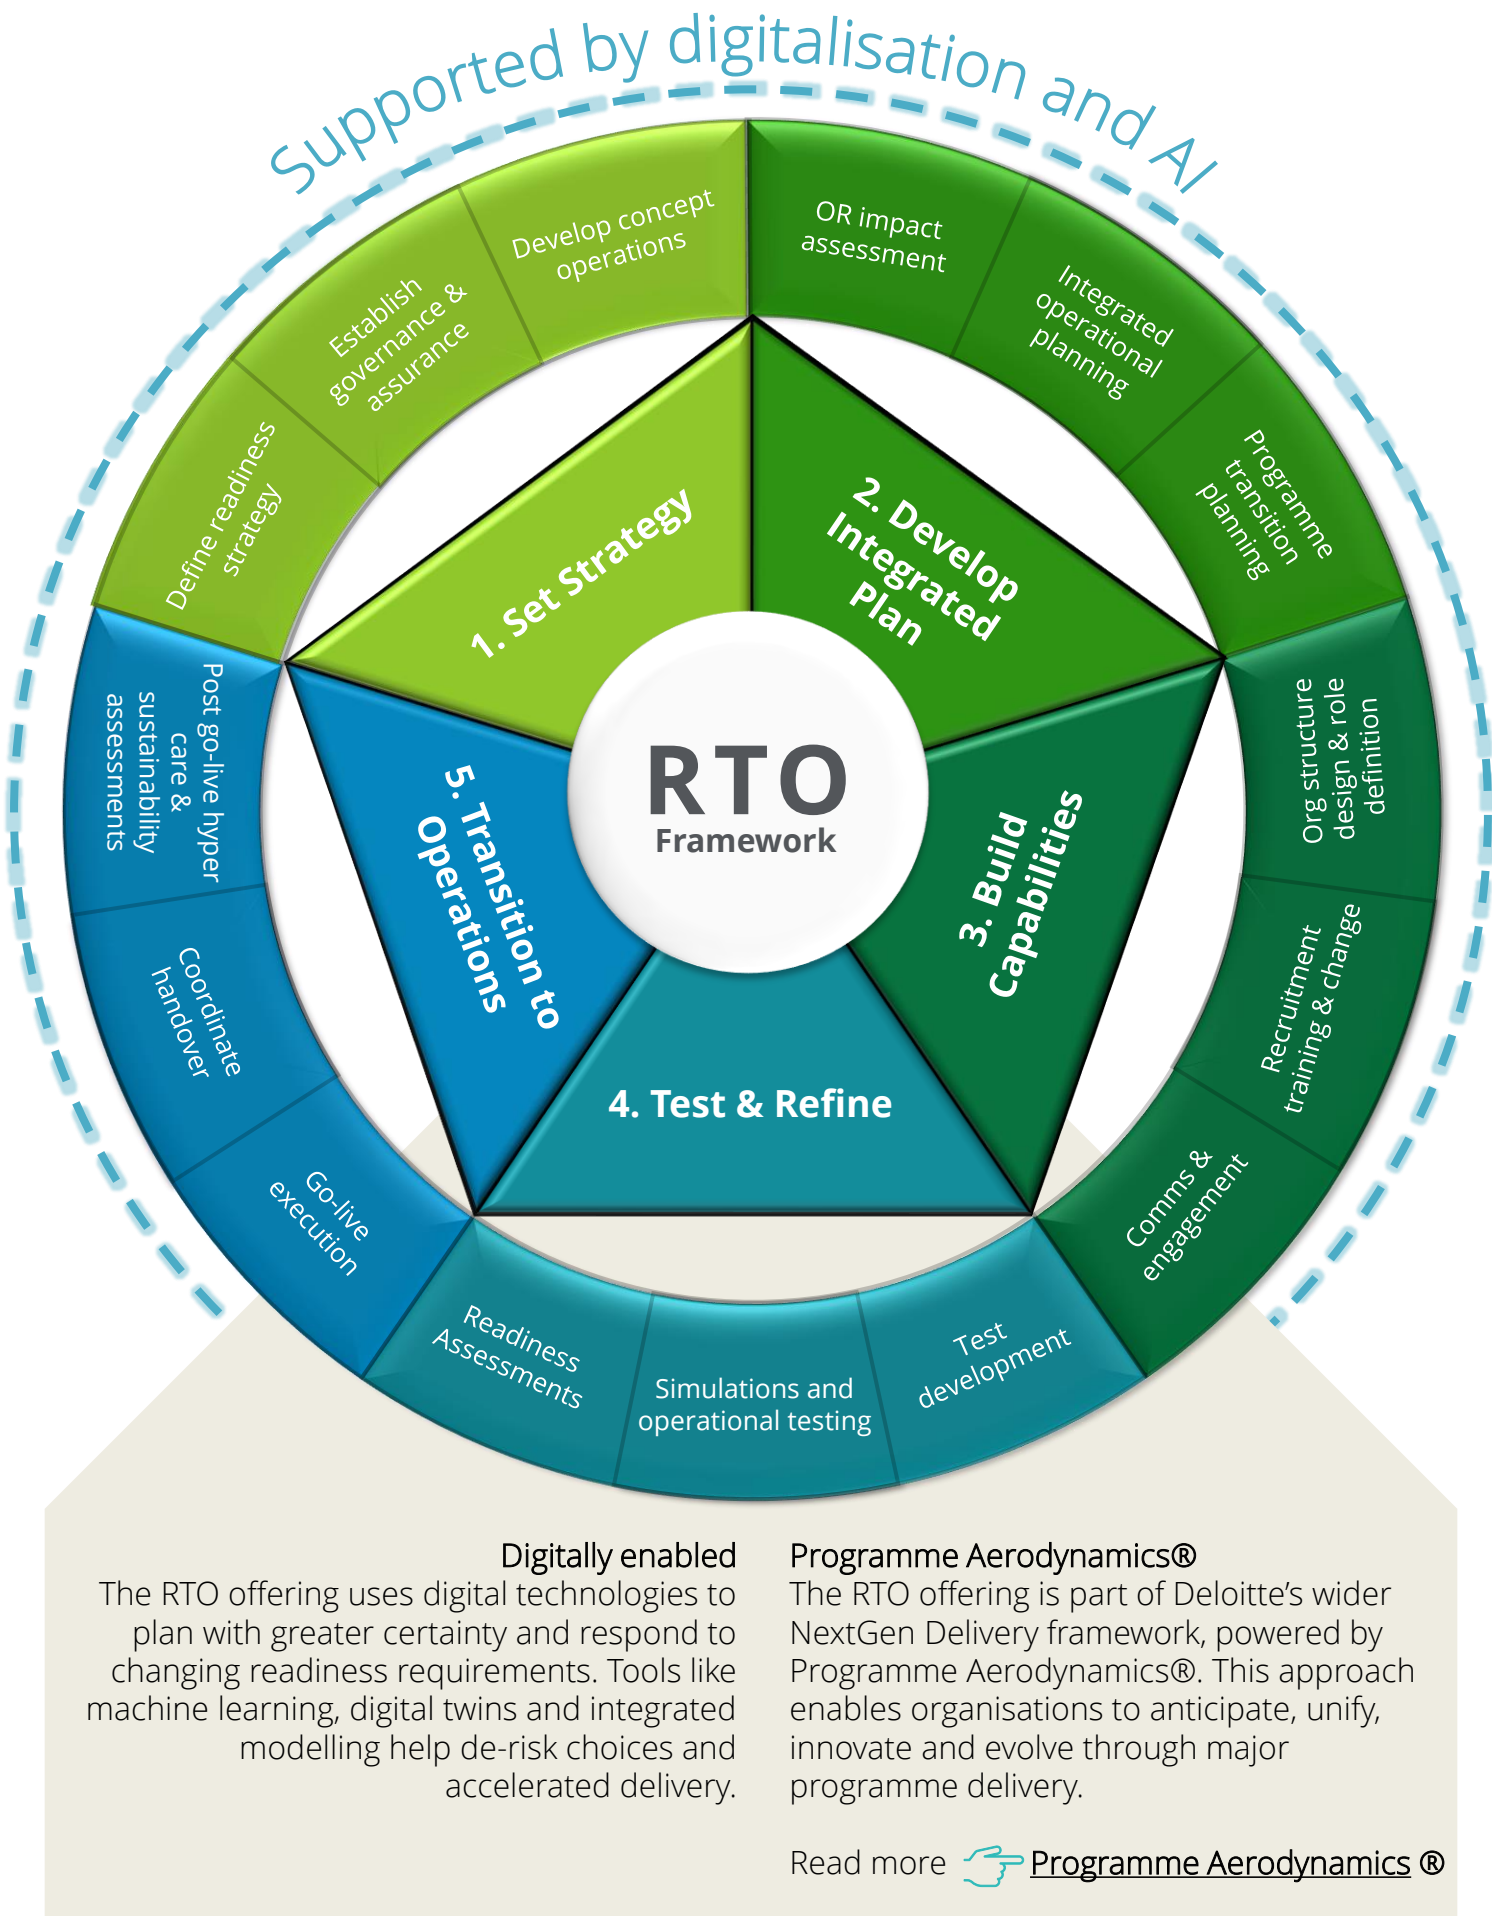 Supported by digitalisation and AI
Develop concept
operations
OR impact
assessment
Establish
governance &
assurance
Integrated
operational
planning
Define readiness
strategy
Programme
transition
planning
1. Set Strategy
2. Develop
Integrated
Plan
Post go-live hyper
care &
sustainability
assessments
Org structure
design & role
definition
RTO
Framework
5. Transition to
Operations
3. Build
Capabilities
Coordinate
handover
Recruitment
training & change
4. Test & Refine
Go-live
execution
Comms &
engagement
Readiness
Assessments
Simulations and
operational testing
Test
development
Digitally enabled
The RTO offering uses digital technologies to
plan with greater certainty and respond to
changing readiness requirements. Tools like
machine learning, digital twins and integrated
modelling help de-risk choices and
accelerated delivery.
Programme Aerodynamics®
The RTO offering is part of Deloitte’s wider
NextGen Delivery framework, powered by
Programme Aerodynamics®. This approach
enables organisations to anticipate, unify,
innovate and evolve through major
programme delivery.
Read more Programme Aerodynamics ®